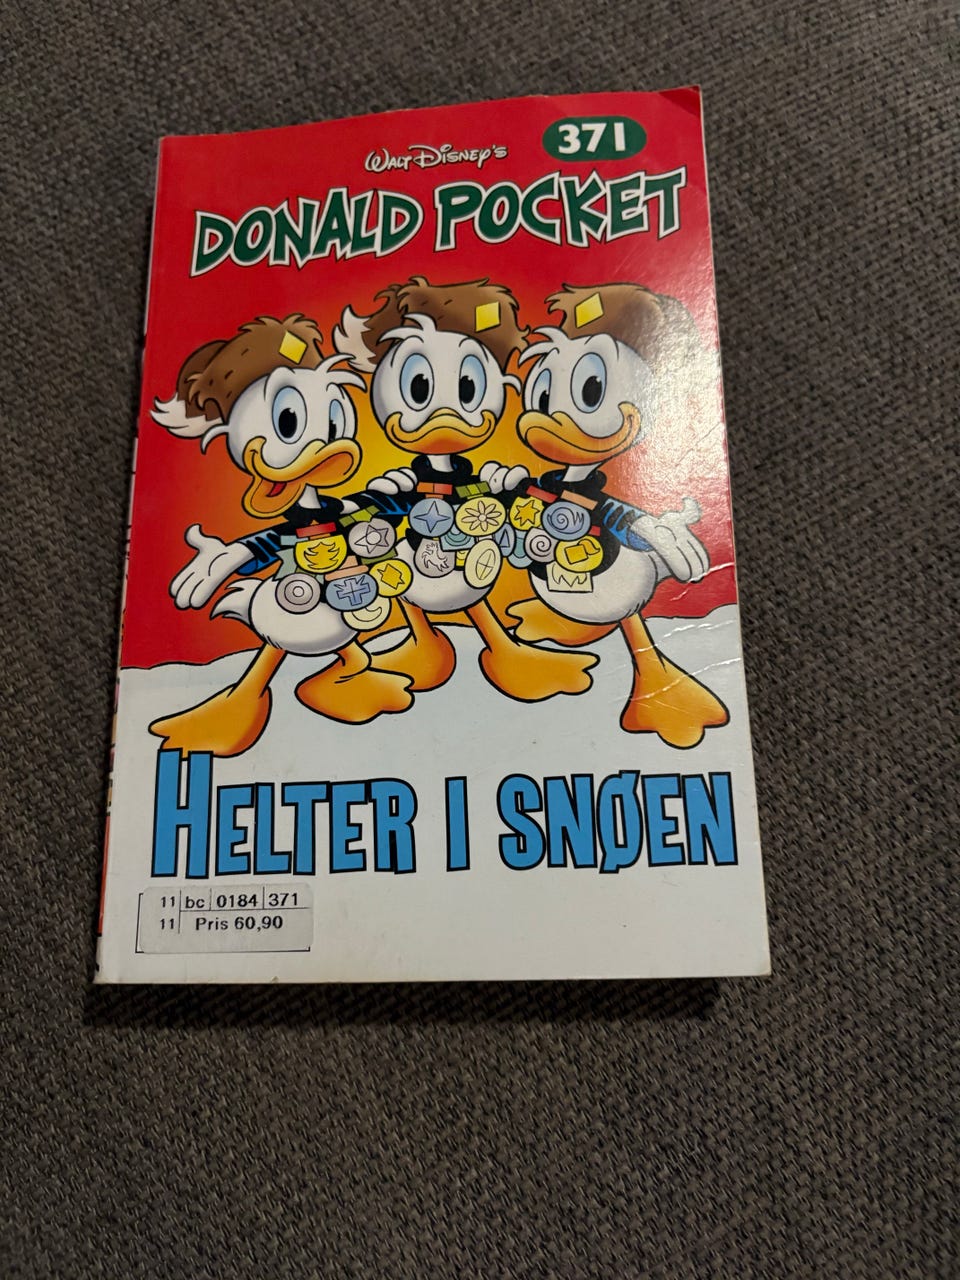 371
WALT DISNEY'S
DONALD POCKET
HELTER I SNØEN
11 bc 0184 371
11 Pris 60,90